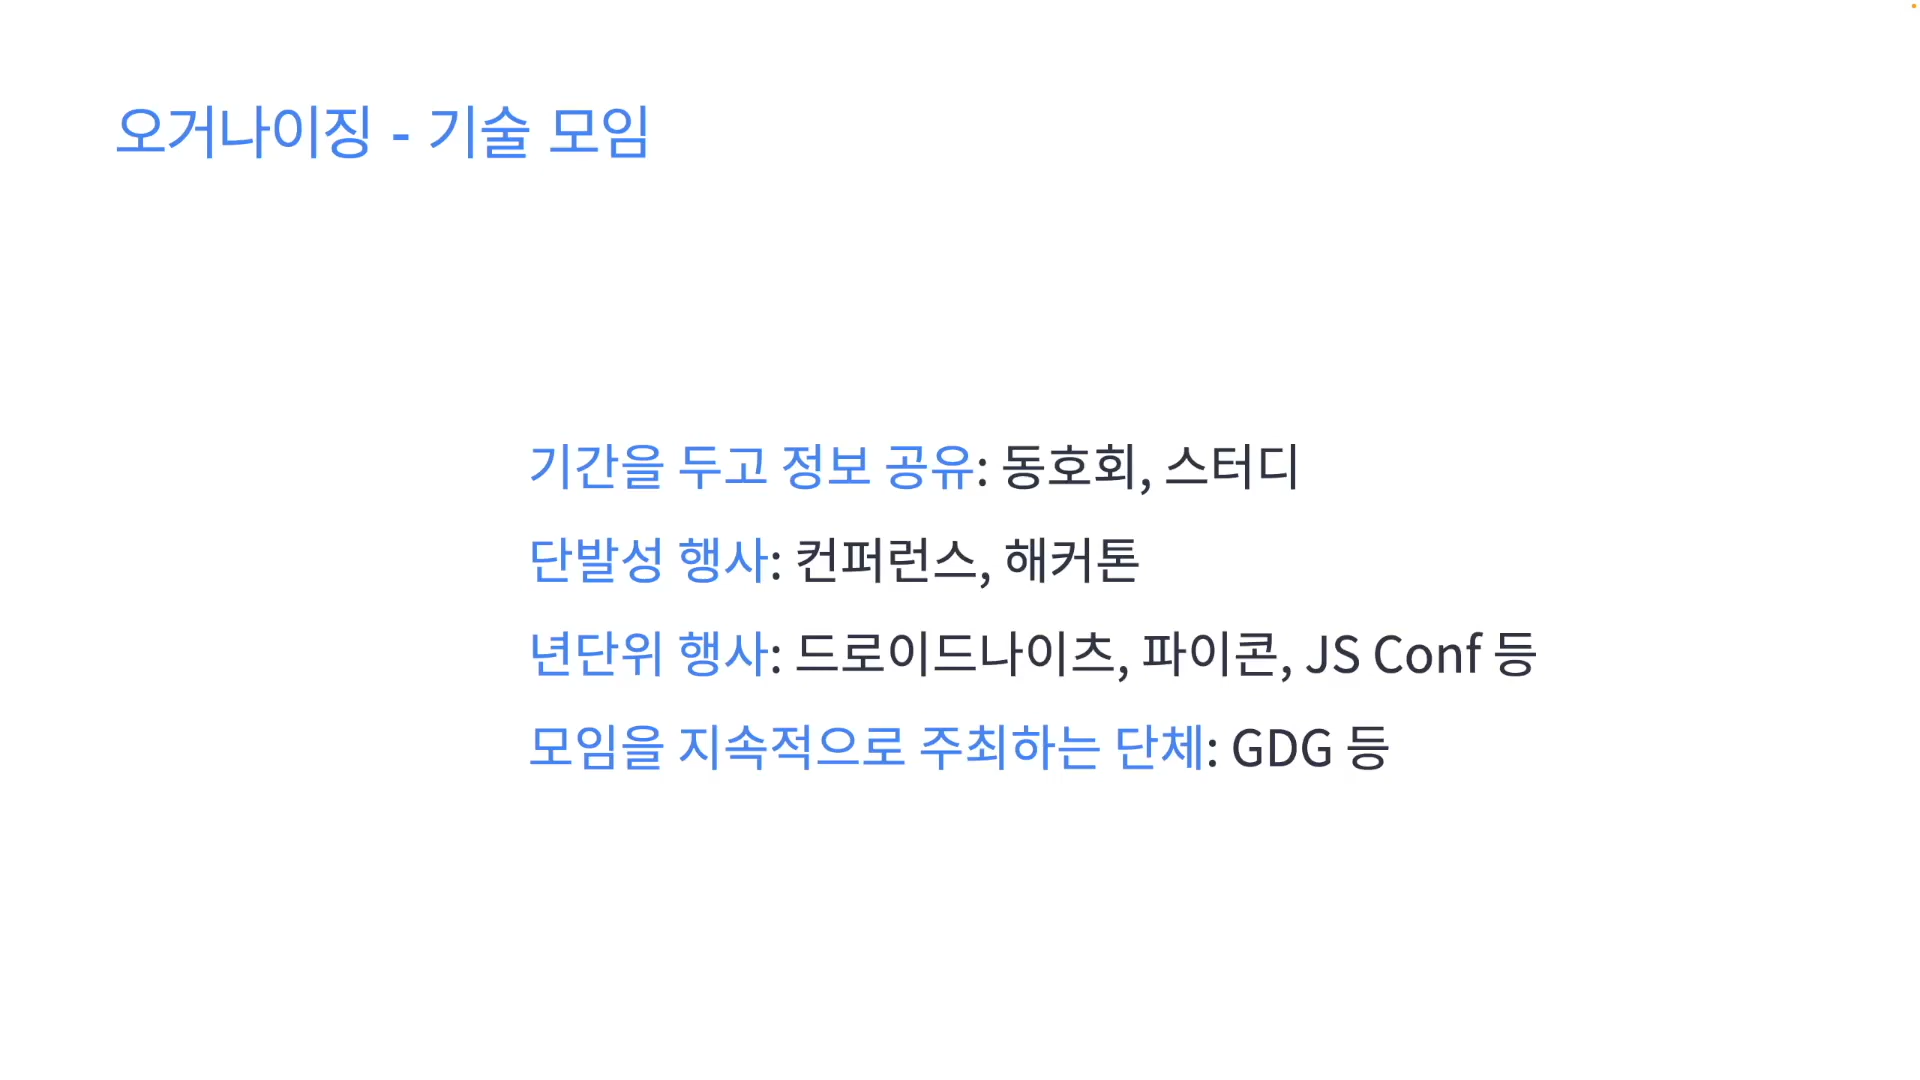 오거나이징 - 기술 모임
기간을 두고 정보 공유: 동호회, 스터디
단발성 행사: 컨퍼런스, 해커톤
년단위 행사: 드로이드나이츠, 파이콘, JS Conf 등
모임을 지속적으로 주최하는 단체: GDG 등